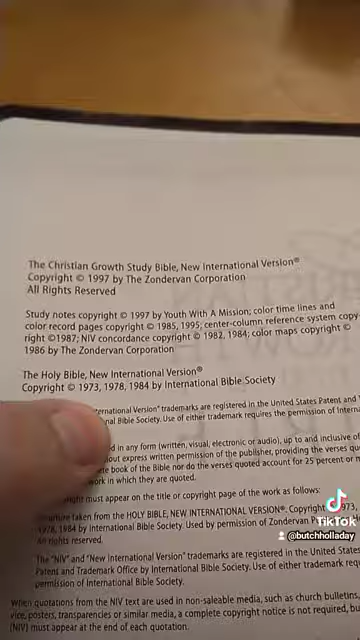 The Christian Growth Study Bible, New International Version®
Copyright © 1997 by The Zondervan Corporation
All Rights Reserved
Study notes copyright © 1997 by Youth With A Mission; color time lines and
color record pages copyright © 1985, 1995; center-column reference system copy-
right ©1987; NIV concordance copyright © 1982, 1984; color maps copyright ©
1986 by The Zondervan Corporation
The Holy Bible, New International Version®
Copyright © 1973, 1978, 1984 by International Bible Society
ternational Version" trademarks are registered in the United States Patent and
nal Bible Society. Use of either trademark requires the permission of Interna
d in any form (written, visual, electronic or audio), up to and inclusive of
out express written permission of the publisher, providing the verses quo
te book of the Bible nor do the verses quoted account for 25 percent or m
work in which they are quoted.
must appear on the title or copyright page of the work as follows:
taken from the HOLY BIBLE, NEW INTERNATIONAL VERSION®. Copyright © 1973,
1978, 1984 by International Bible Society. Used by permission of Zondervan
All rights reserved.
The "NIV" and "New International Version" trademarks are registered in the United States
Patent and Trademark Office by International Bible Society. Use of either trademark req
permission of International Bible Society.
When quotations from the NIV text are used in non-saleable media, such as church bulletins,
vice, posters, transparencies or similar media, a complete copyright notice is not required, bu
(NIV) must appear at the end of each quotation.
TikTok
@butchholladay